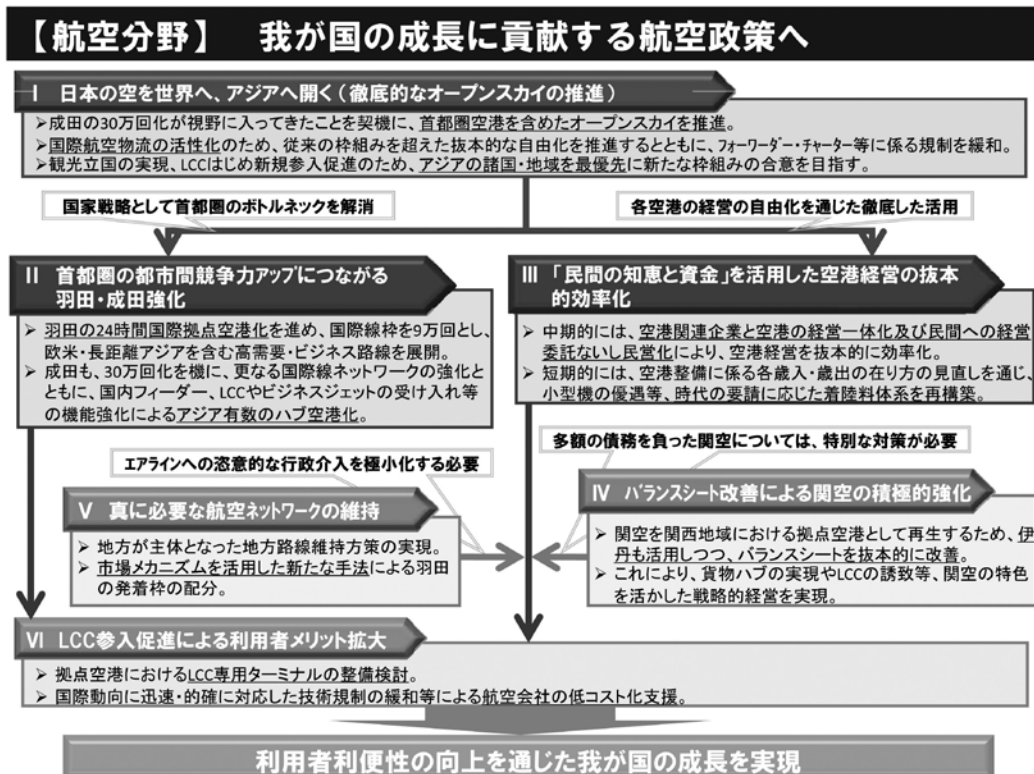 【航空分野】 我が国の成長に貢献する航空政策へ
Ⅰ 日本の空を世界へ、アジアへ開く（徹底的なオープンスカイの推進）
➢成田の30万回化が視野に入ってきたことを契機に、首都圏空港を含めたオープンスカイを推進。
➢国際航空物流の活性化のため、従来の枠組みを超えた抜本的な自由化を推進するとともに、フォーワーダー・チャーター等に係る規制を緩和。
➢観光立国の実現、LCCはじめ新規参入促進のため、アジアの諸国・地域を最優先に新たな枠組みの合意を目指す。
国家戦略として首都圏のボトルネックを解消
各空港の経営の自由化を通じた徹底した活用
Ⅱ 首都圏の都市間競争力アップにつながる
羽田・成田強化
➢ 羽田の24時間国際拠点空港化を進め、国際線枠を9万回とし、
欧米・長距離アジアを含む高需要・ビジネス路線を展開。
➢ 成田も、30万回化を機に、更なる国際線ネットワークの強化と
ともに、国内フィーダー、LCCやビジネスジェットの受け入れ等
の機能強化によるアジア有数のハブ空港化。
Ⅲ 「民間の知恵と資金」を活用した空港経営の抜本
的効率化
➢ 中期的には、空港関連企業と空港の経営一体化及び民間への経営
委託ないし民営化により、空港経営を抜本的に効率化。
➢ 短期的には、空港整備に係る各歳入・歳出の在り方の見直しを通じ、
小型機の優遇等、時代の要請に応じた着陸料体系を再構築。
エアラインへの恣意的な行政介入を極小化する必要
多額の債務を負った関空については、特別な対策が必要
Ⅴ 真に必要な航空ネットワークの維持
➢ 地方が主体となった地方路線維持方策の実現。
➢ 市場メカニズムを活用した新たな手法による羽田
の発着枠の配分。
Ⅳ バランスシート改善による関空の積極的強化
➢ 関空を関西地域における拠点空港として再生するため、伊
丹も活用しつつ、バランスシートを抜本的に改善。
➢ これにより、貨物ハブの実現やLCCの誘致等、関空の特色
を活かした戦略的経営を実現。
Ⅵ LCC参入促進による利用者メリット拡大
➢ 拠点空港におけるLCC専用ターミナルの整備検討。
➢ 国際動向に迅速・的確に対応した技術規制の緩和等による航空会社の低コスト化支援。
利用者利便性の向上を通じた我が国の成長を実現